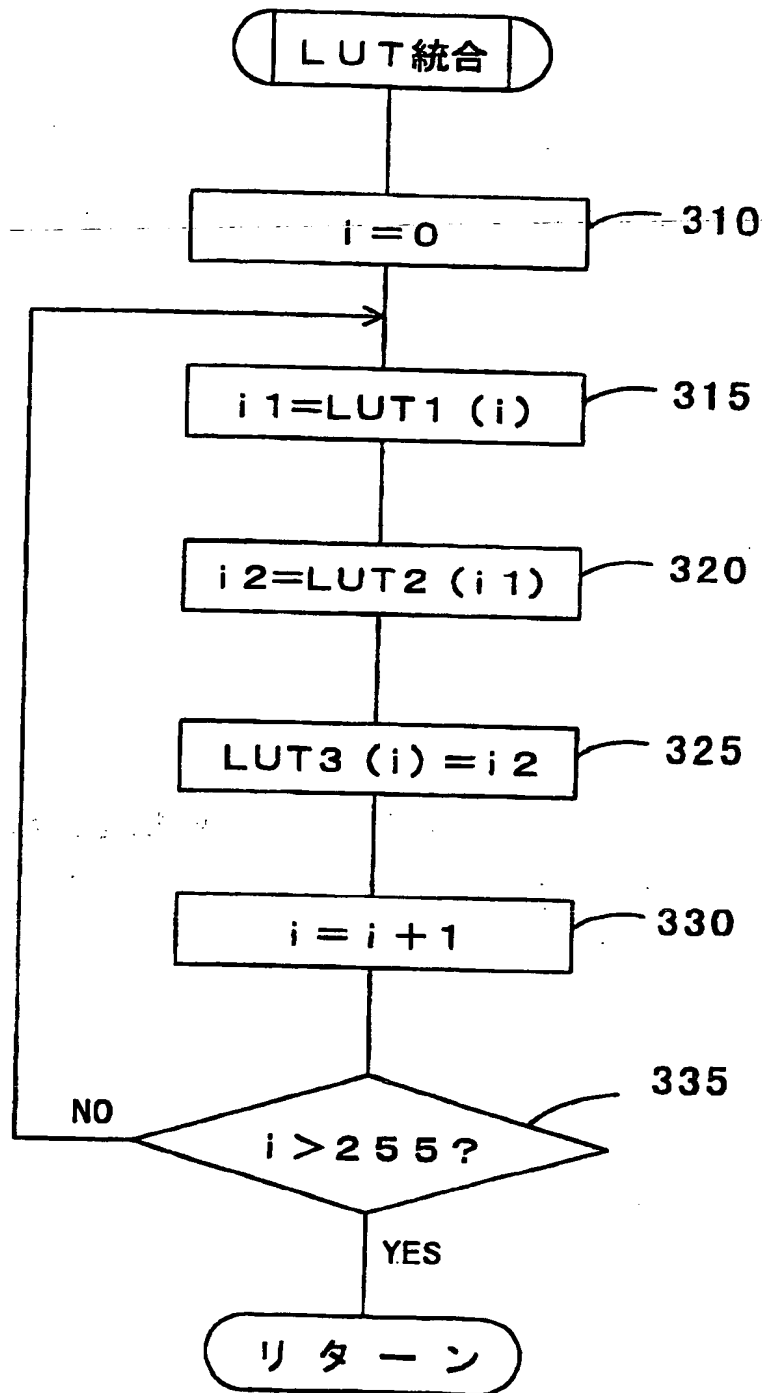 LUT統合
i=0
310
i1=LUT1(i)
315
i2=LUT2(i1)
320
LUT3(i)=i2
325
i=i+1
330
335
NO
i>255?
YES
リターン